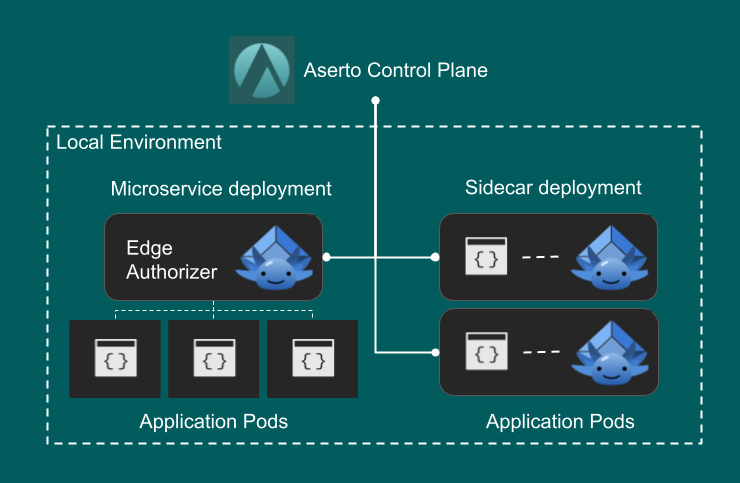 Aserto Control Plane
Local Environment
Microservice deployment
Sidecar deployment
Edge
Authorizer
{}
{}
{}
{}
{}
Application Pods
Application Pods